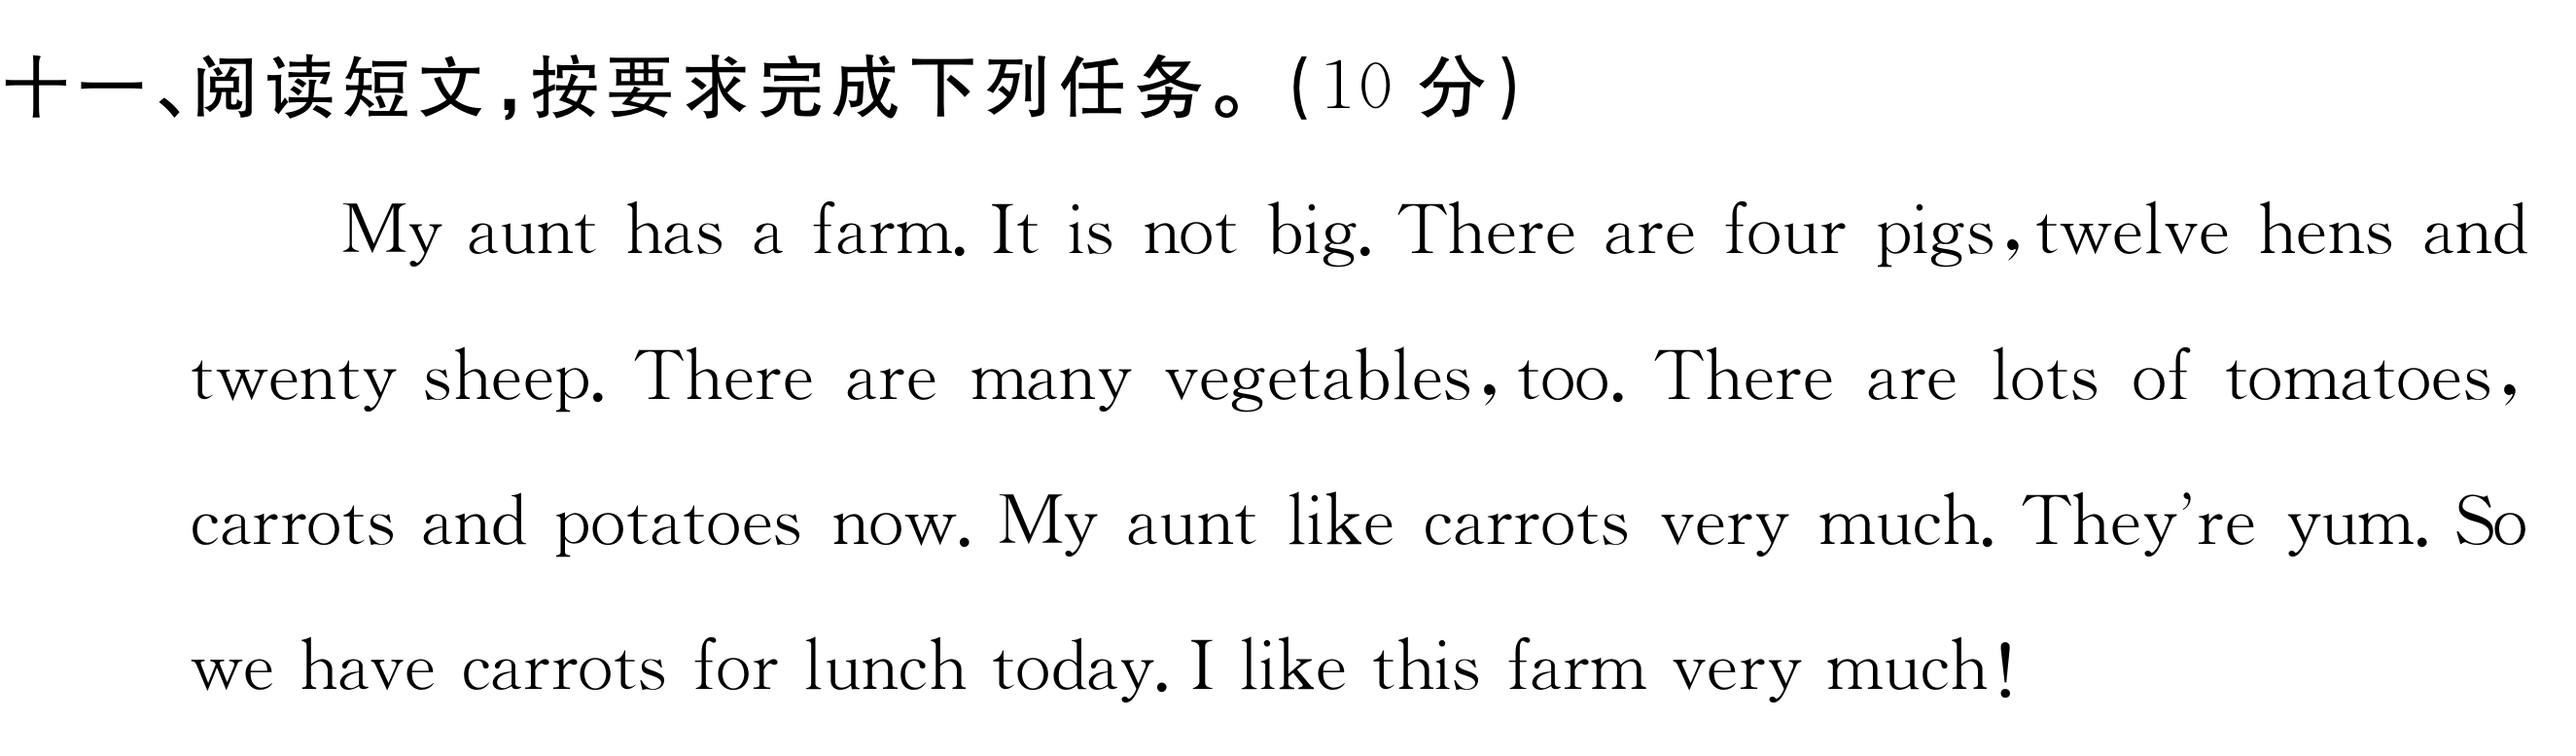 十一、阅读短文,按要求完成下列任务。(10 分)
My aunt has a farm. It is not big. There are four pigs, twelve hens and
twenty sheep. There are many vegetables, too. There are lots of tomatoes,
carrots and potatoes now. My aunt like carrots very much. They're yum. So
we have carrots for lunch today. I like this farm very much!